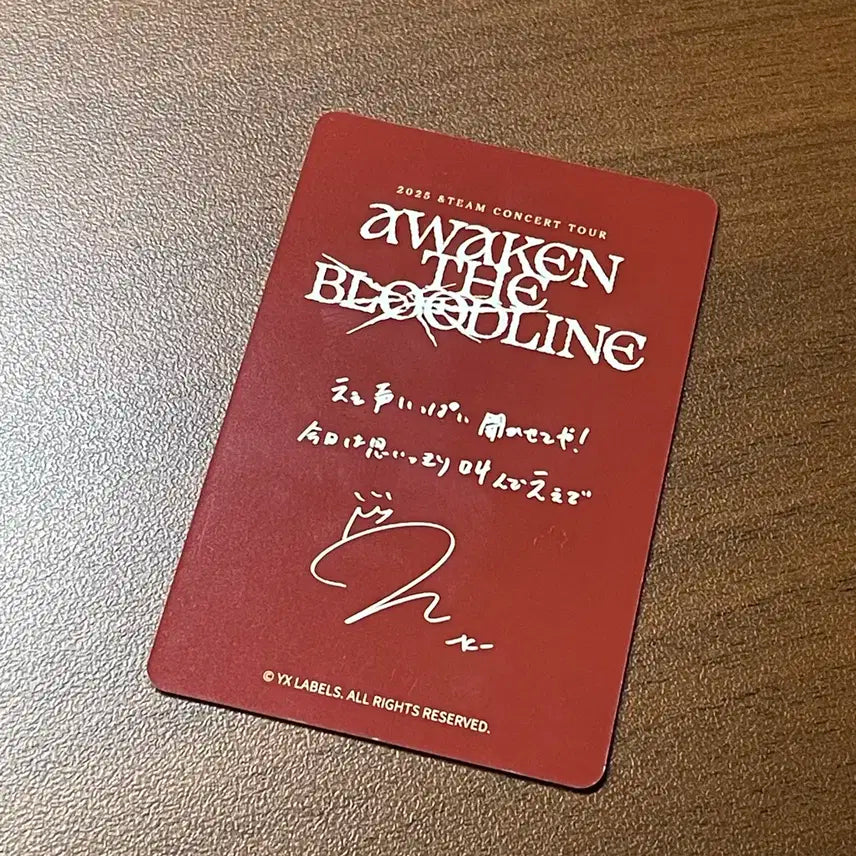 2025 &TEAM CONCERT TOUR
AWAKEN
THE
BLOODLINE
ええ声いっぱい聞かせてや!
今日は思いっきり叫んでええで
© YX LABELS. ALL RIGHTS RESERVED.